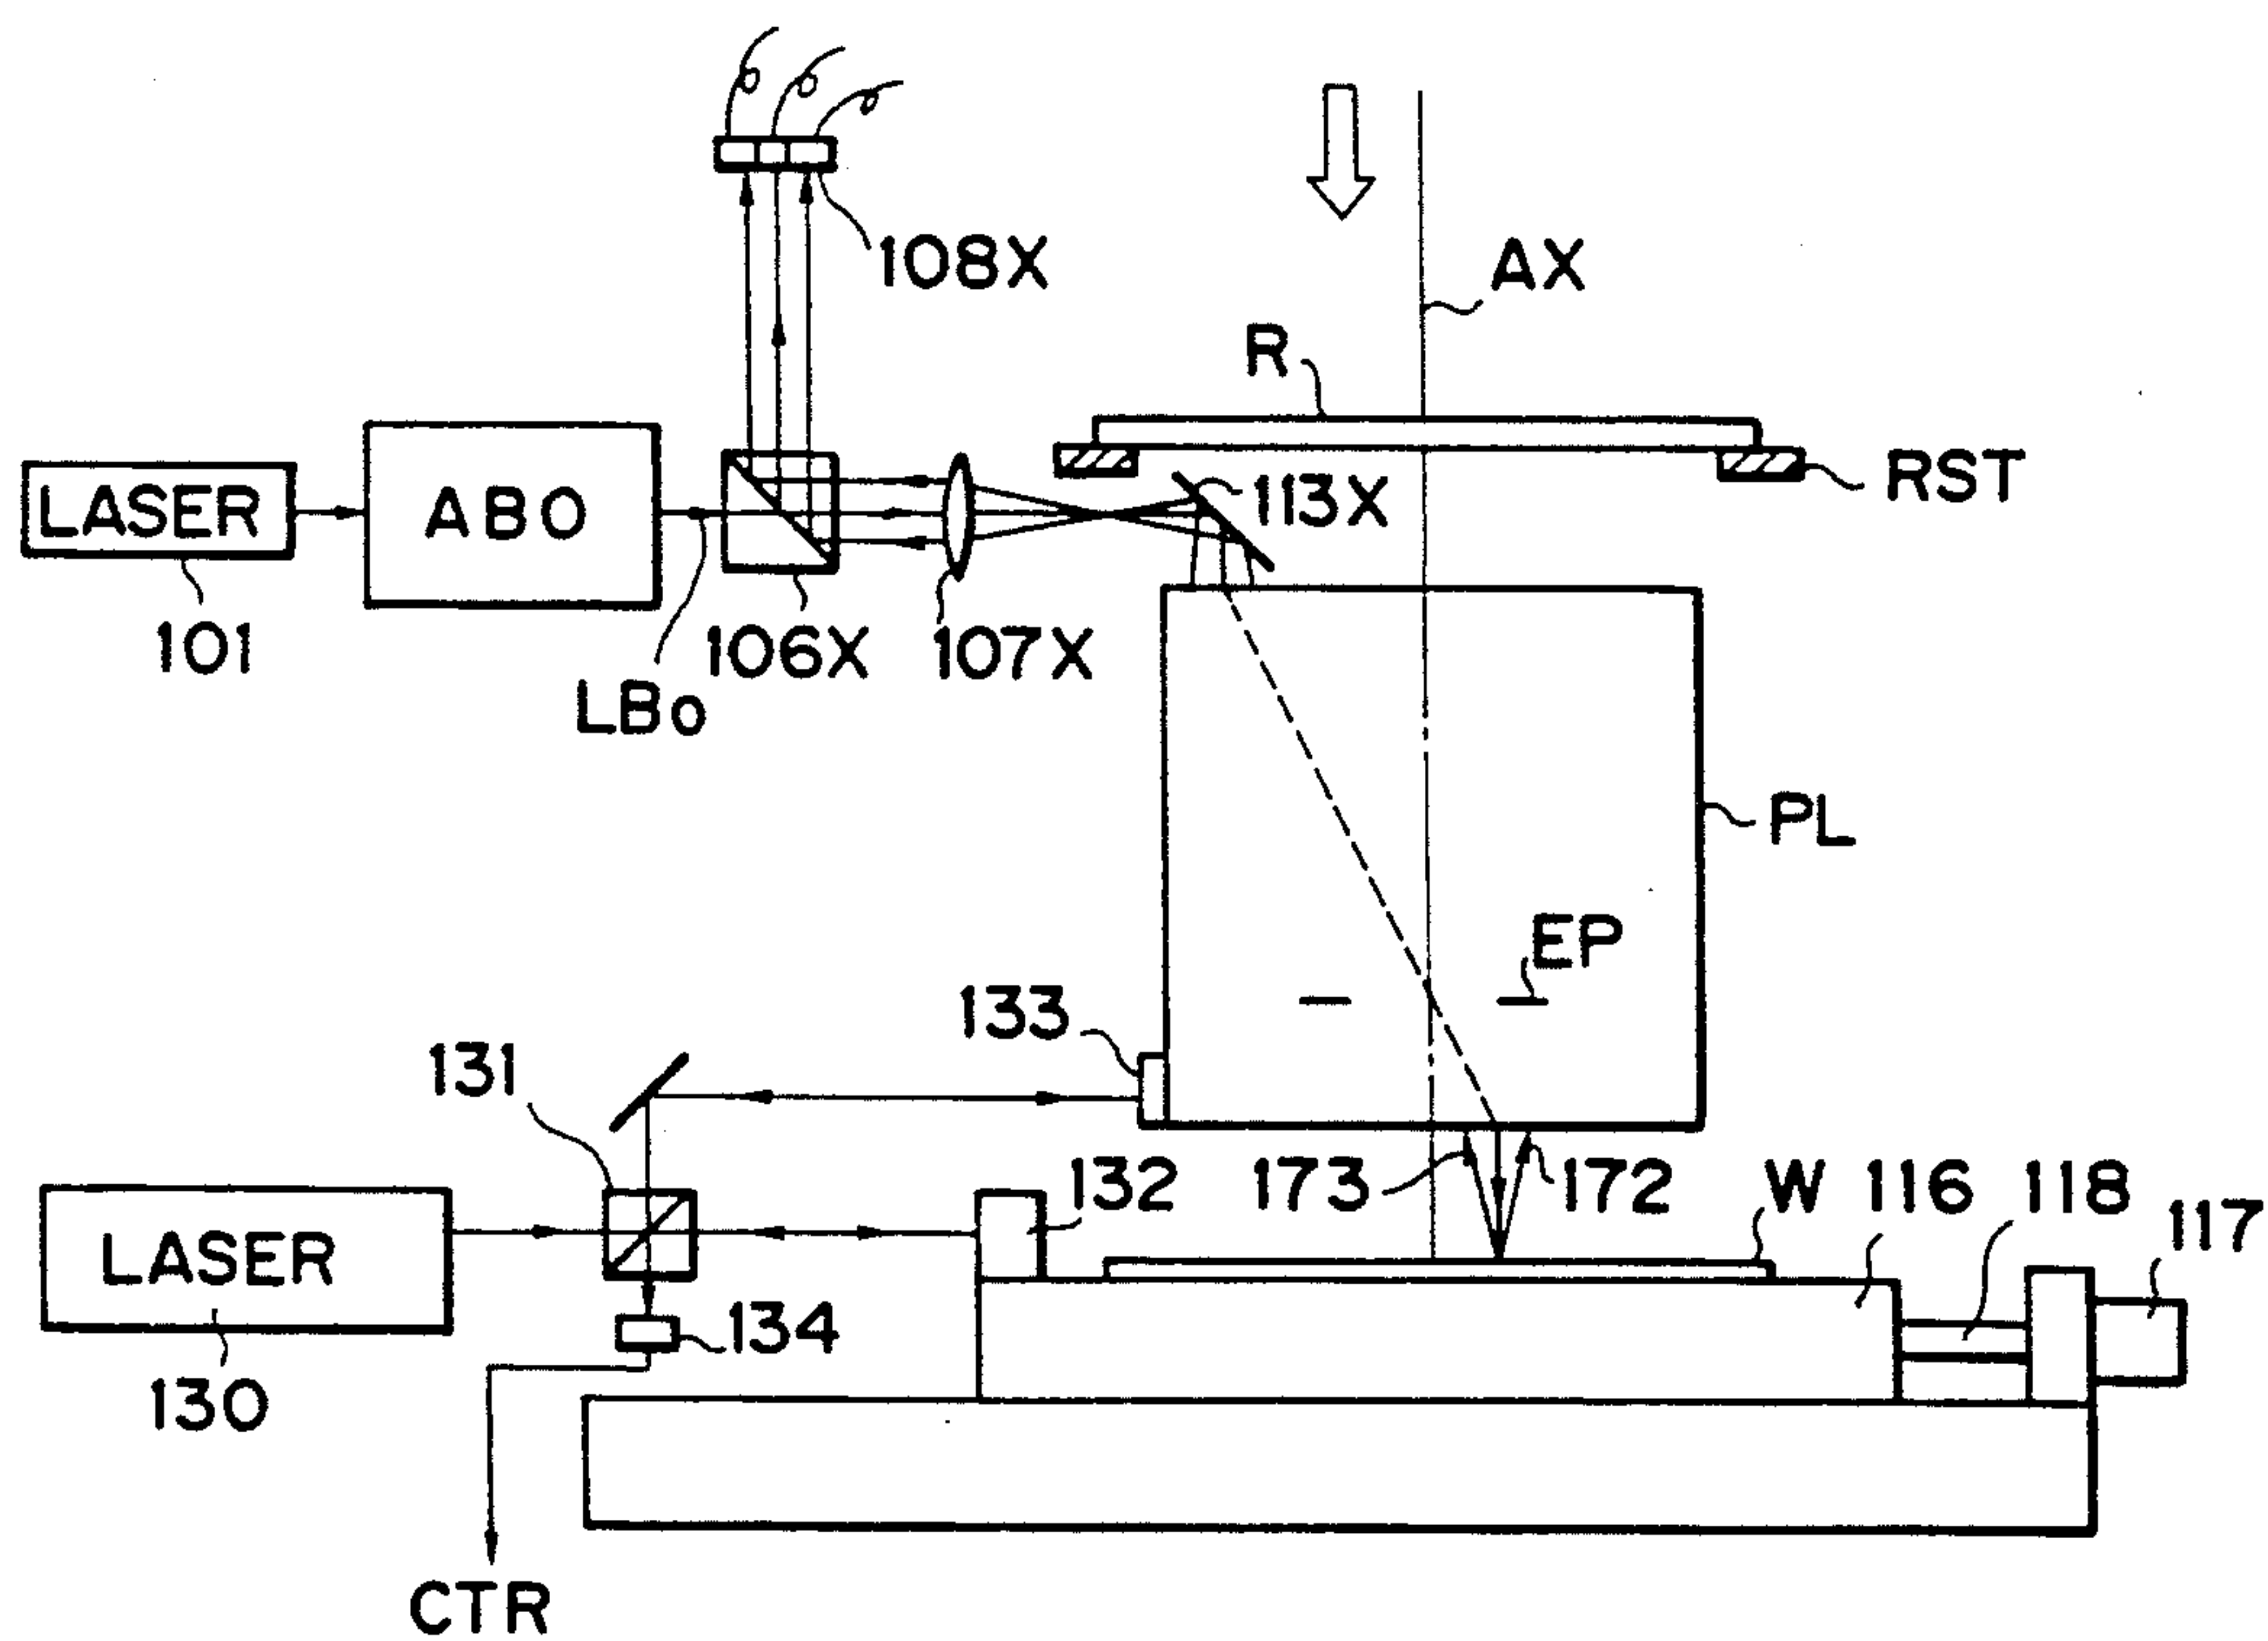 108X
AX
R
LASER
ABO
113X
RST
101
LBo
106X
107X
PL
EP
133
131
132
173
172
W
116
118
117
LASER
134
130
CTR